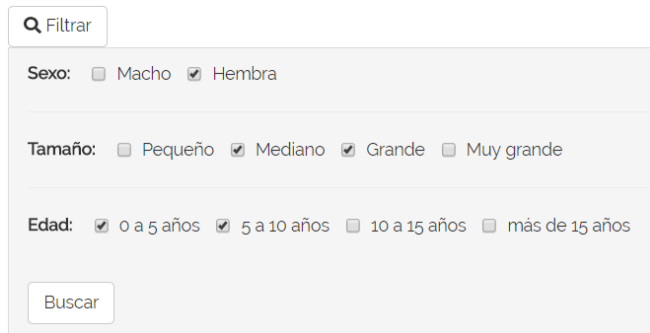 Filtrar
Sexo: Macho Hembra
Tamaño: Pequeño Mediano Grande Muy grande
Edad: 0 a 5 años 5 a 10 años 10 a 15 años más de 15 años
Buscar